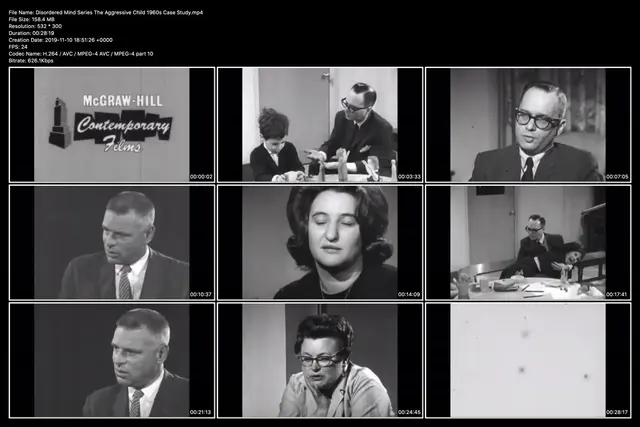 File Name: Disordered Mind Series The Aggressive Child 1960s Case Study.mp4
File Size: 158.4 MB
Resolution: 532 * 300
Duration: 00:28:19
Creation Date: 2019-11-10 18:51:26 +0000
FPS: 24
Codec Name: H.264 / AVC / MPEG-4 AVC / MPEG-4 part 10
Bitrate: 626.1Kbps
McGRAW-HILL
Contemporary
Films
00:00:02
00:03:33
00:07:05
00:10:37
00:14:09
00:17:41
00:21:13
00:24:45
00:28:17